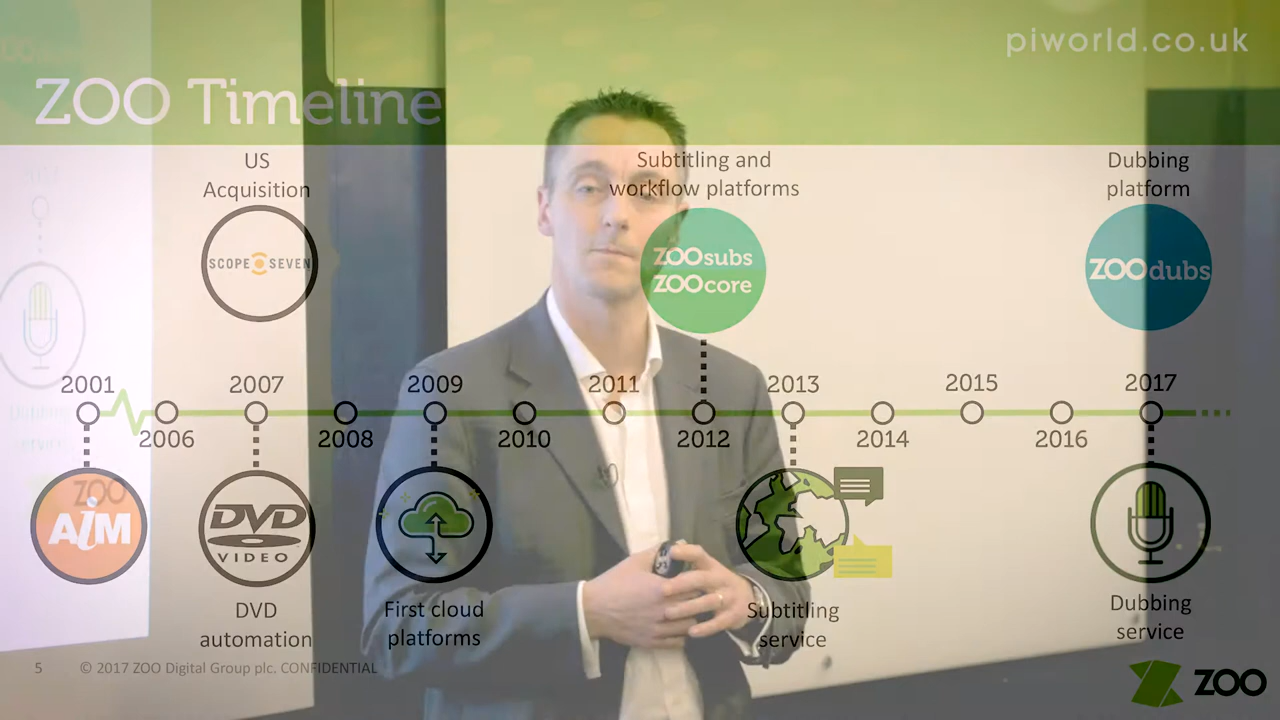 piworld.co.uk
ZOO Timeline
US
Acquisition
Subtitling and
workflow platforms
Dubbing
platform
SCOPE SEVEN
ZOOsubs
ZOOcore
ZOOdubs
2001
2007
2009
2011
2013
2015
2017
2006
2008
2010
2012
2014
2016
ZOO
AiM
DVD
VIDEO
DVD
automation
First cloud
platforms
Subtitling
service
Dubbing
service
5 © 2017 ZOO Digital Group plc. CONFIDENTIAL
ZOO